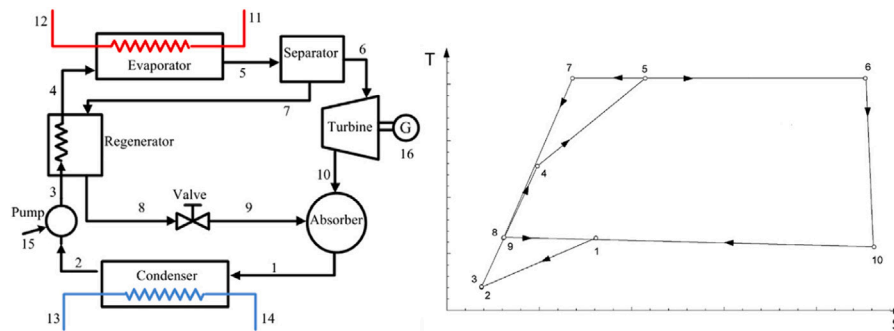 12
11
Evaporator
Separator
6
4
5
7
Regenerator
Turbine
G
16
3
10
Pump
Valve
8
9
Absorber
15
2
Condenser
1
13
14
T
7
5
6
4
8
9
1
10
3
2